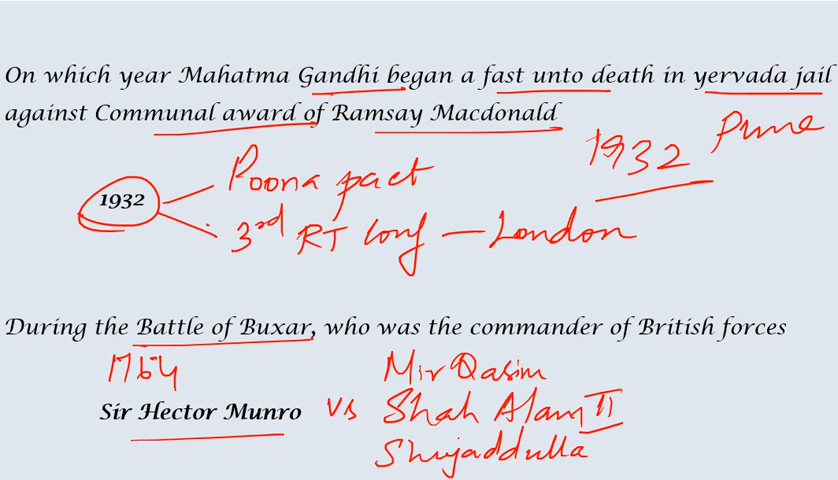 On which year Mahatma Gandhi began a fast unto death in yervada jail
against Communal award of Ramsay Macdonald
1932 Pune
1932
Poona pact
3rd RT Conf - London
During the Battle of Buxar, who was the commander of British forces
1764
Sir Hector Munro
vs
Mir Qasim
Shah Alam II
Shujaddulla